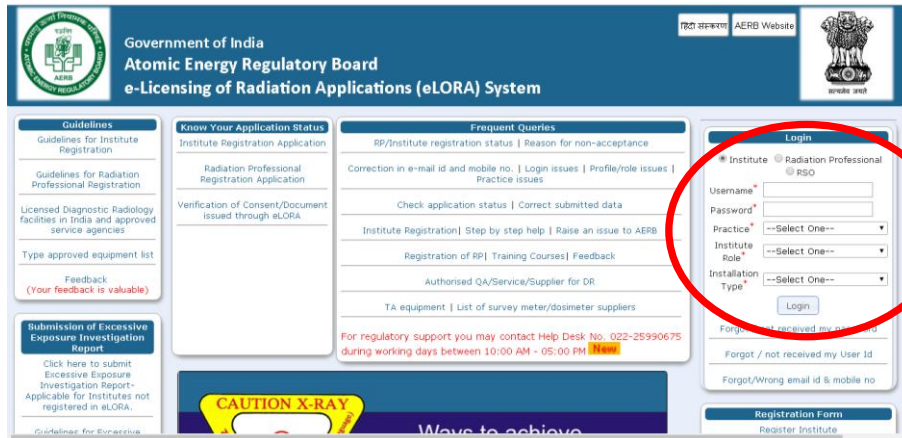 हिंदी संस्करण
AERB Website
Government of India
Atomic Energy Regulatory Board
e-Licensing of Radiation Applications (eLORA) System
AERB
सत्यमेव जयते
Guidelines
Guidelines for Institute
Registration
Guidelines for Radiation
Professional Registration
Licensed Diagnostic Radiology
facilities in India and approved
service agencies
Type approved equipment list
Feedback
(Your feedback is valuable)
Submission of Excessive
Exposure Investigation
Report
Click here to submit
Excessive Exposure
Investigation Report-
Applicable for Institutes not
registered in eLORA.
Guidelines for Excessive
Know Your Application Status
Institute Registration Application
Radiation Professional
Registration Application
Verification of Consent/Document
issued through eLORA
Frequent Queries
RP/Institute registration status | Reason for non-acceptance
Correction in e-mail id and mobile no. | Login issues | Profile/role issues |
Practice issues
Check application status | Correct submitted data
Institute Registration| Step by step help | Raise an issue to AERB
Registration of RP| Training Courses| Feedback
Authorised QA/Service/Supplier for DR
TA equipment | List of survey meter/dosimeter suppliers
For regulatory support you may contact Help Desk No. 022-25990675
during working days between 10:00 AM - 05:00 PM New
CAUTION X-RAY
Ways to achieve
Login
Institute Radiation Professional
RSO
Username*
Password*
Practice* --Select One--
Institute
Role* --Select One--
Installation
Type* --Select One--
Login
Forgot / not received my password
Forgot / not received my User Id
Forgot/Wrong email id & mobile no
Registration Form
Register Institute